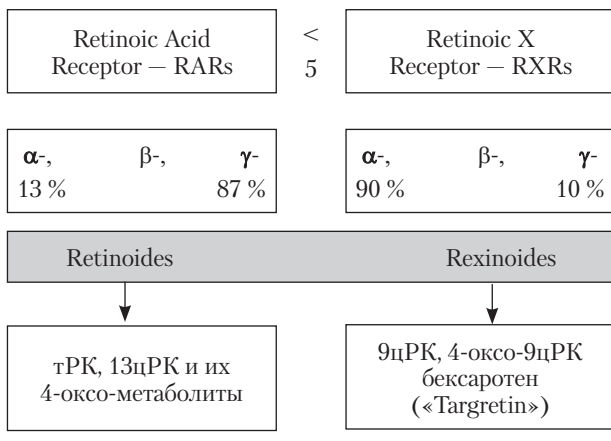 Retinoic Acid
Receptor — RARs
<
5
Retinoic X
Receptor — RXRs
α-, β-, γ-
13 % 87 %
α-, β-, γ-
90 % 10 %
Retinoides
Rexinoides
тРК, 13цРК и их
4-оксо-метаболиты
9цРК, 4-оксо-9цРК
бексаротен
(«Targretin»)